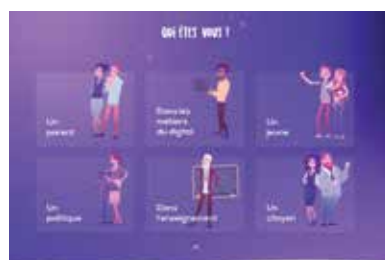 QUI ÊTES VOUS ?
Un
parent
Dans les
métiers
du digital
Un
jeune
Un
politique
Dans
l'enseignement
Un
citoyen